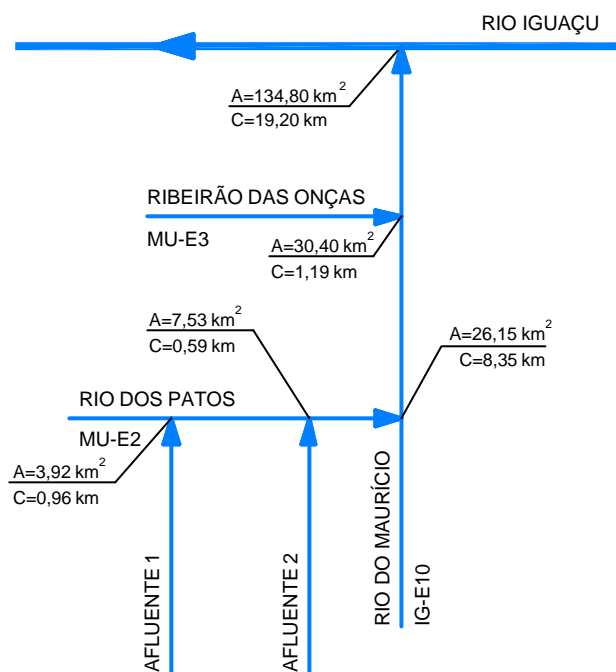 RIO IGUAÇU
A=134,80 km²
C=19,20 km
RIBEIRÃO DAS ONÇAS
MU-E3
A=30,40 km²
C=1,19 km
A=7,53 km²
C=0,59 km
A=26,15 km²
C=8,35 km
RIO DOS PATOS
MU-E2
A=3,92 km²
C=0,96 km
AFLUENTE 1
AFLUENTE 2
RIO DO MAURÍCIO
IG-E10